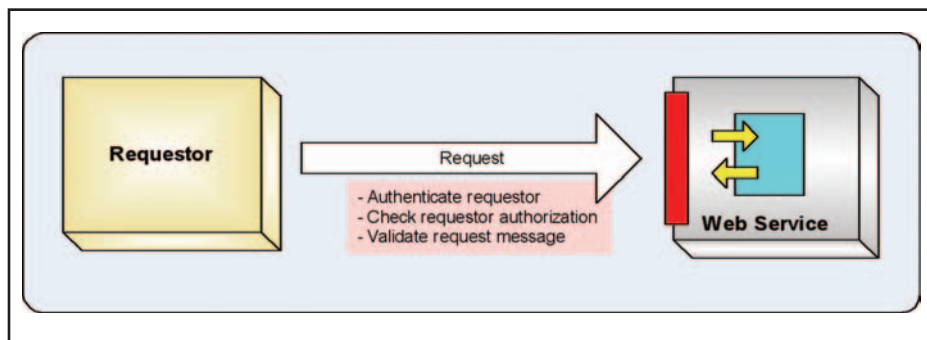 Requestor
Request
- Authenticate requestor
- Check requestor authorization
- Validate request message
Web Service